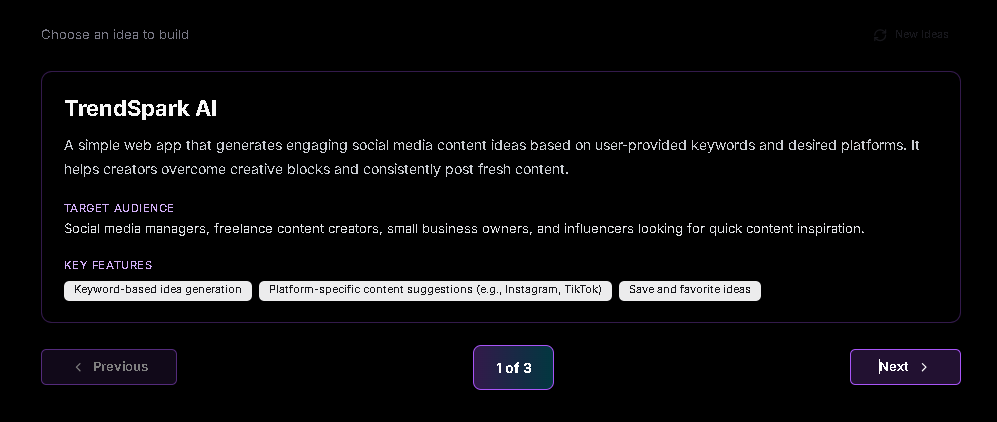 Choose an idea to build
New Ideas
TrendSpark AI
A simple web app that generates engaging social media content ideas based on user-provided keywords and desired platforms. It
helps creators overcome creative blocks and consistently post fresh content.
TARGET AUDIENCE
Social media managers, freelance content creators, small business owners, and influencers looking for quick content inspiration.
KEY FEATURES
Keyword-based idea generation
Platform-specific content suggestions (e.g., Instagram, TikTok)
Save and favorite ideas
Previous
1 of 3
Next